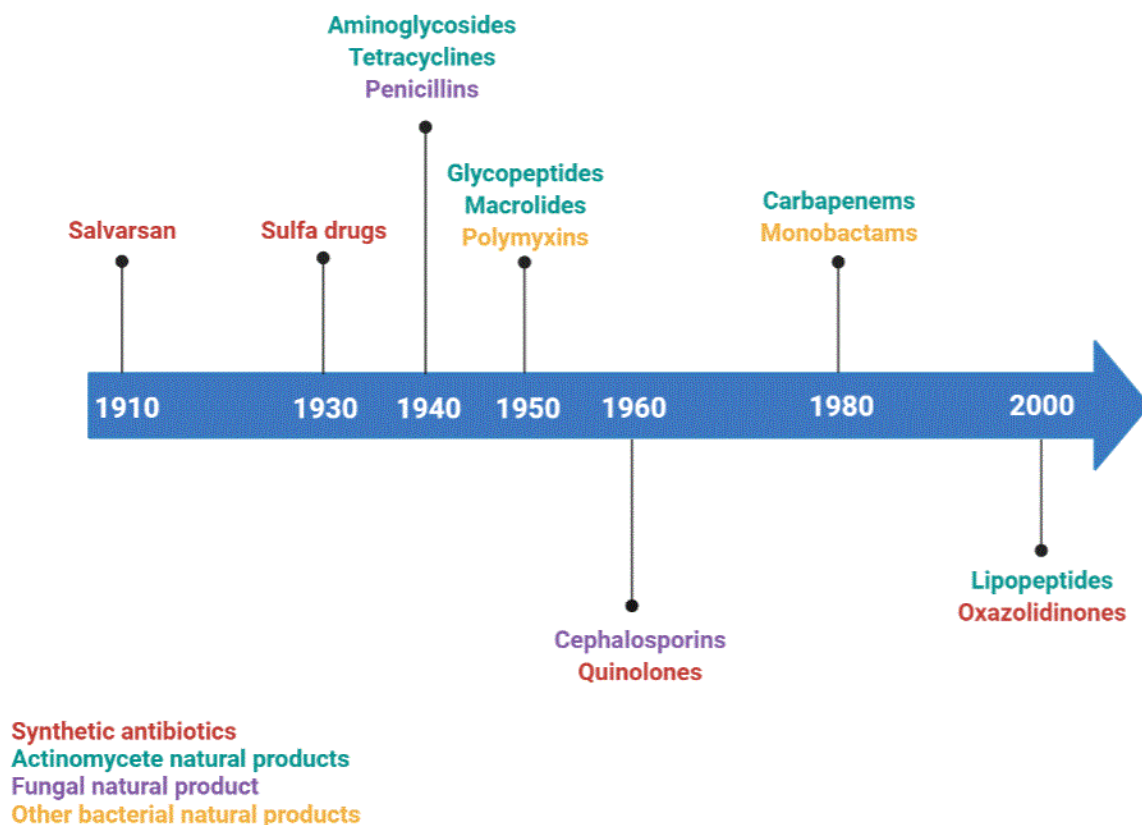 Aminoglycosides
Tetracyclines
Penicillins
Glycopeptides
Macrolides
Polymyxins
Carbapenems
Monobactams
Salvarsan
Sulfa drugs
1910 1930 1940 1950 1960 1980 2000
Lipopeptides
Oxazolidinones
Cephalosporins
Quinolones
Synthetic antibiotics
Actinomycete natural products
Fungal natural product
Other bacterial natural products